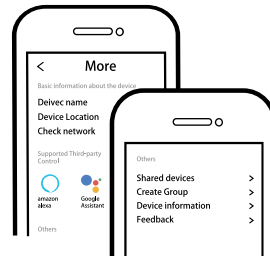 < More
Basic information about the device
Deivec name
Device Location
Check network
Supported Third-party
Control
amazon
alexa
Google
Assistant
Others
Others
Shared devices >
Create Group >
Device information >
Feedback >